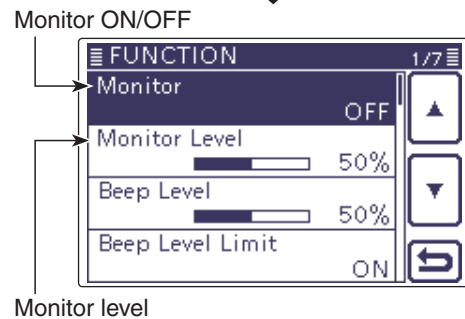 Monitor ON/OFF
FUNCTION 1/7
Monitor
OFF
Monitor Level
50%
Beep Level
50%
Beep Level Limit
ON
Monitor level